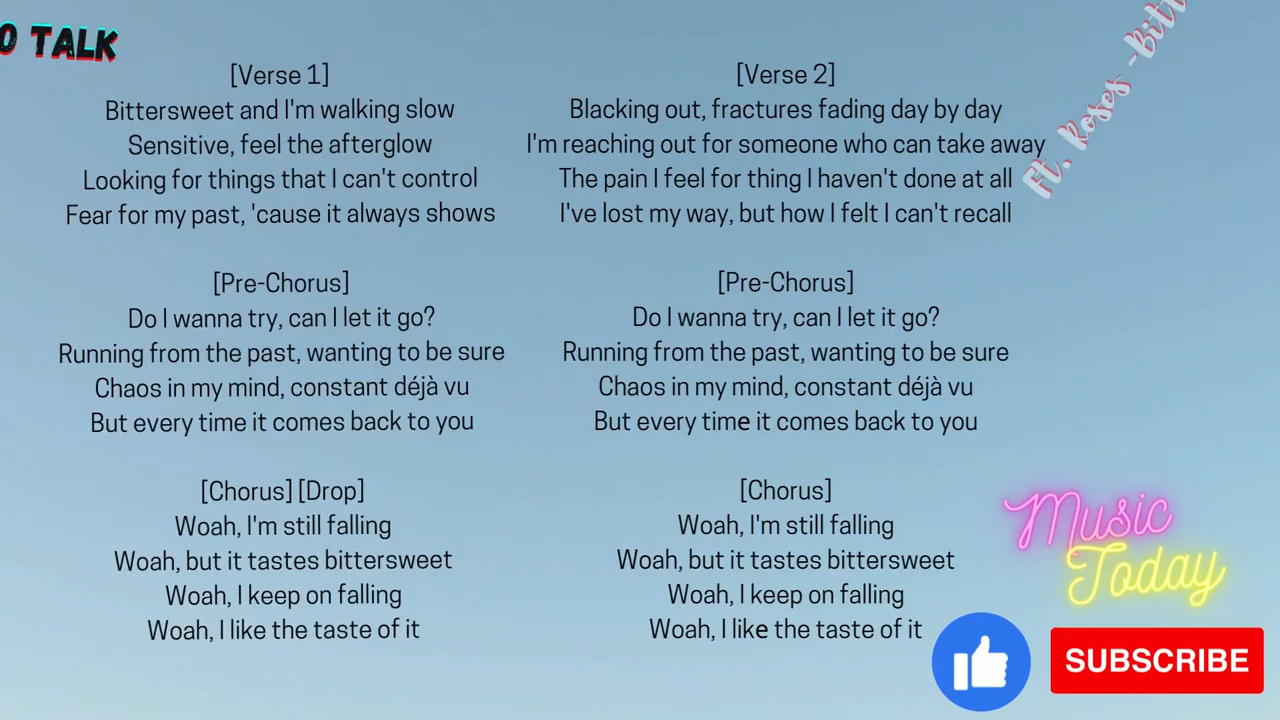 O TALK
Ft. Roses -Bitt
[Verse 1]
Bittersweet and I'm walking slow
Sensitive, feel the afterglow
Looking for things that I can't control
Fear for my past, 'cause it always shows
[Pre-Chorus]
Do I wanna try, can I let it go?
Running from the past, wanting to be sure
Chaos in my mind, constant déjà vu
But every time it comes back to you
[Chorus] [Drop]
Woah, I'm still falling
Woah, but it tastes bittersweet
Woah, I keep on falling
Woah, I like the taste of it
[Verse 2]
Blacking out, fractures fading day by day
I'm reaching out for someone who can take away
The pain I feel for thing I haven't done at all
I've lost my way, but how I felt I can't recall
[Pre-Chorus]
Do I wanna try, can I let it go?
Running from the past, wanting to be sure
Chaos in my mind, constant déjà vu
But every time it comes back to you
[Chorus]
Woah, I'm still falling
Woah, but it tastes bittersweet
Woah, I keep on falling
Woah, I like the taste of it
Music
Today
SUBSCRIBE